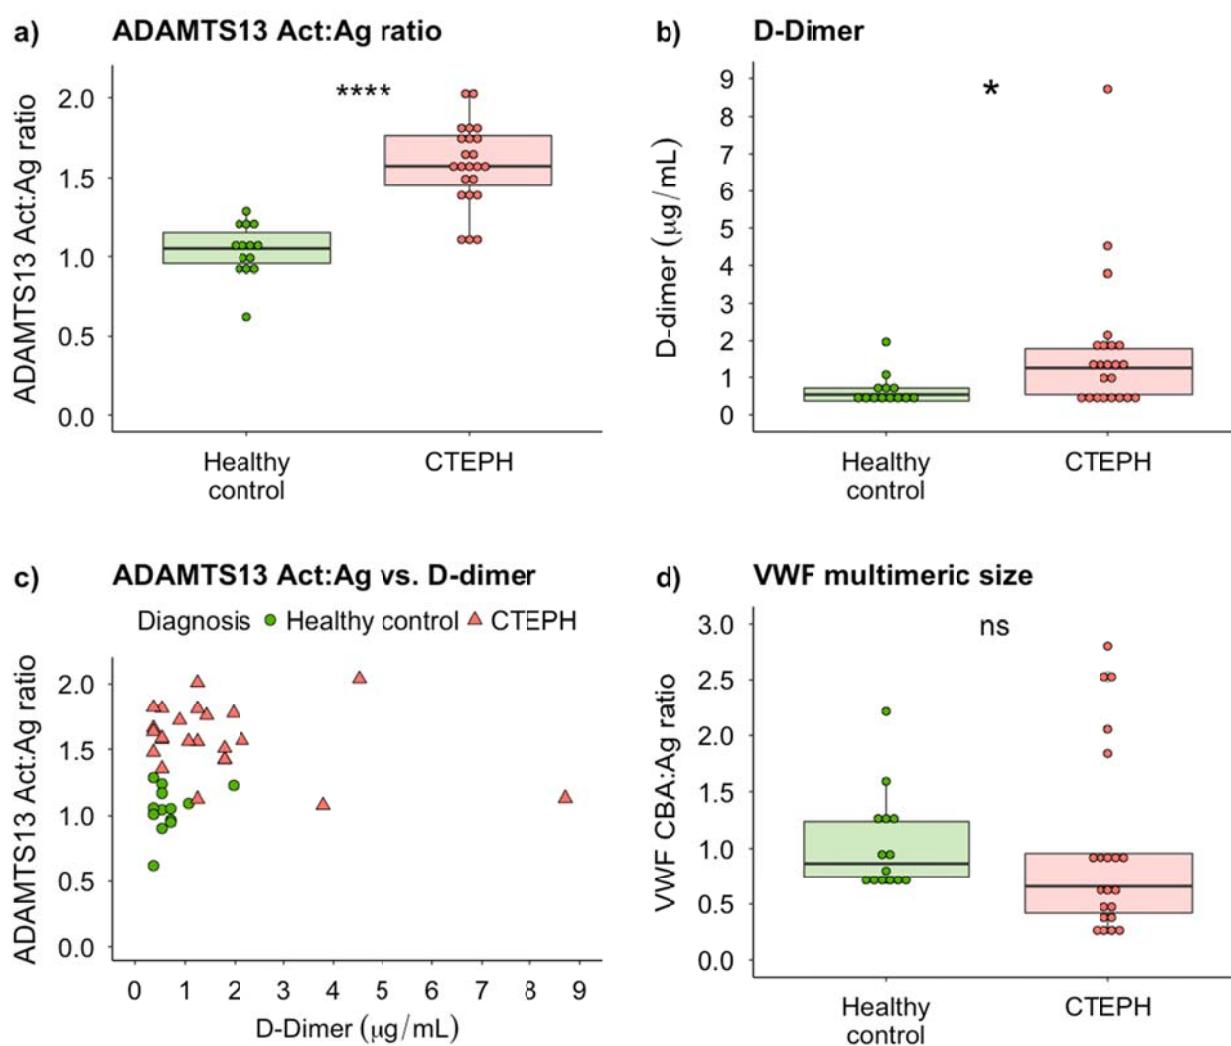 a) ADAMTS13 Act:Ag ratio
ADAMTS13 Act:Ag ratio
2.0
1.5
1.0
0.5
0.0
****
Healthy
control
CTEPH
b) D-Dimer
D-dimer (μg/mL)
9
8
7
6
5
4
3
2
1
0
*
Healthy
control
CTEPH
c) ADAMTS13 Act:Ag vs. D-dimer
Diagnosis Healthy control CTEPH
ADAMTS13 Act:Ag ratio
2.0
1.5
1.0
0.5
0.0
0 1 2 3 4 5 6 7 8 9
D-Dimer (μg/mL)
d) VWF multimeric size
VWF CBA:Ag ratio
3.0
2.5
2.0
1.5
1.0
0.5
0.0
ns
Healthy
control
CTEPH